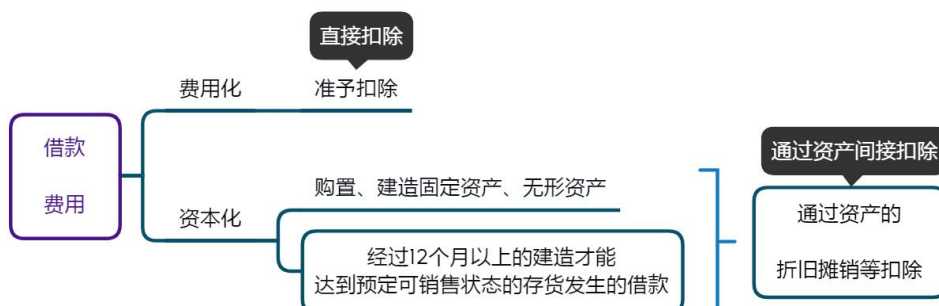 直接扣除
费用化
准予扣除
借款
费用
通过资产间接扣除
购置、建造固定资产、无形资产
资本化
经过12个月以上的建造才能
达到预定可销售状态的存货发生的借款
通过资产的
折旧摊销等扣除